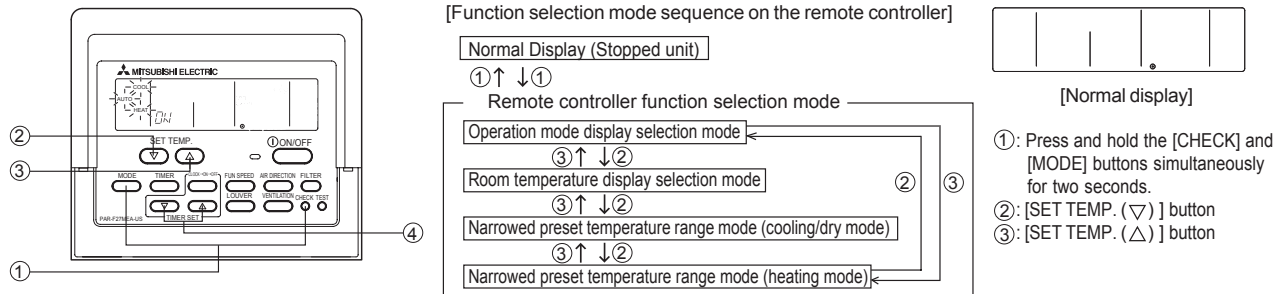 [Function selection mode sequence on the remote controller]
Normal Display (Stopped unit)
①↑ ↓①
Remote controller function selection mode
Operation mode display selection mode
③↑ ↓②
Room temperature display selection mode
③↑ ↓②
Narrowed preset temperature range mode (cooling/dry mode)
③↑ ↓②
Narrowed preset temperature range mode (heating mode)
②
③
[Normal display]
①: Press and hold the [CHECK] and
[MODE] buttons simultaneously
for two seconds.
②: [SET TEMP. (▽) ] button
③: [SET TEMP. (△) ] button
MITSUBISHI ELECTRIC
COOL
AUTO
HEAT
ON
SET TEMP.
ON/OFF
MODE
TIMER
CLOCK→ON→OFF
FUN SPEED
AIR DIRECTION
FILTER
LOUVER
VENTILATION
CHECK
TEST
TIMER SET
PAR-F27MEA-US
②
③
④
①